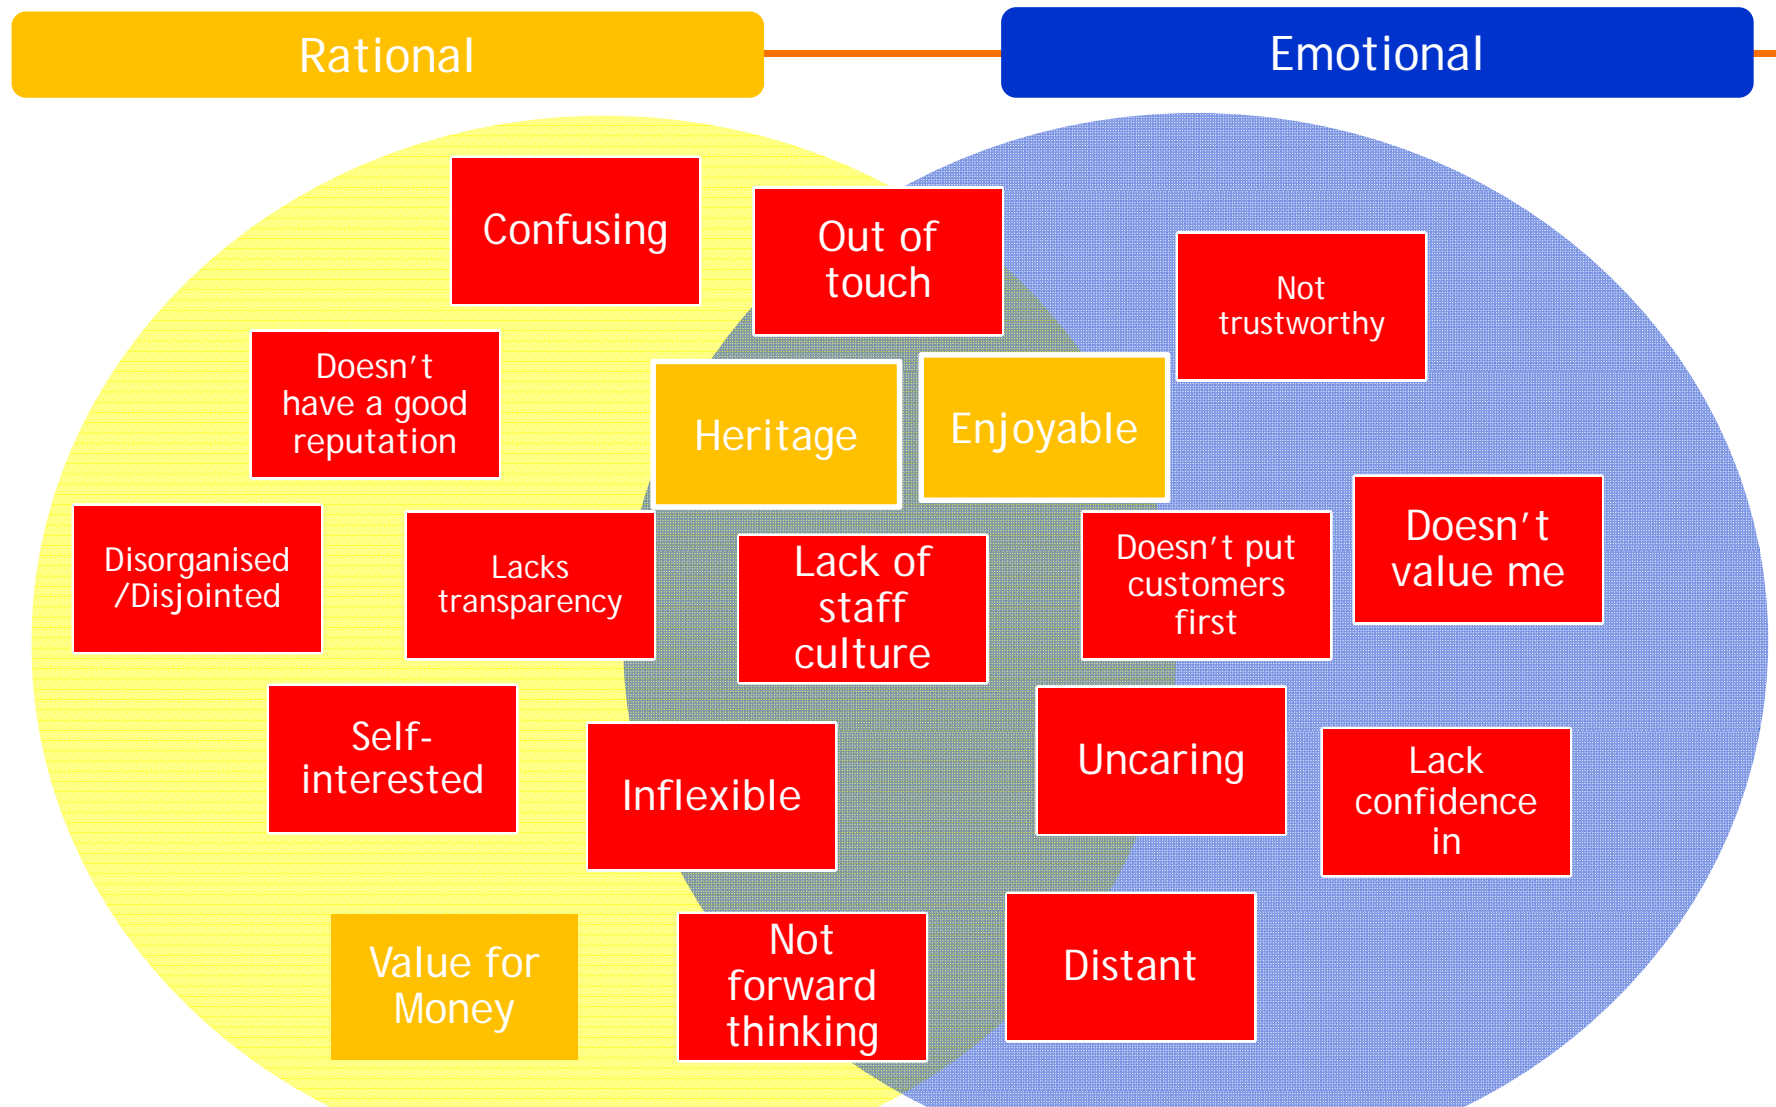 Rational
Emotional
Confusing
Out of
touch
Not
trustworthy
Doesn’t
have a good
reputation
Heritage
Enjoyable
Disorganised
/Disjointed
Lacks
transparency
Lack of
staff
culture
Doesn’t put
customers
first
Doesn’t
value me
Self-
interested
Inflexible
Uncaring
Lack
confidence
in
Value for
Money
Not
forward
thinking
Distant